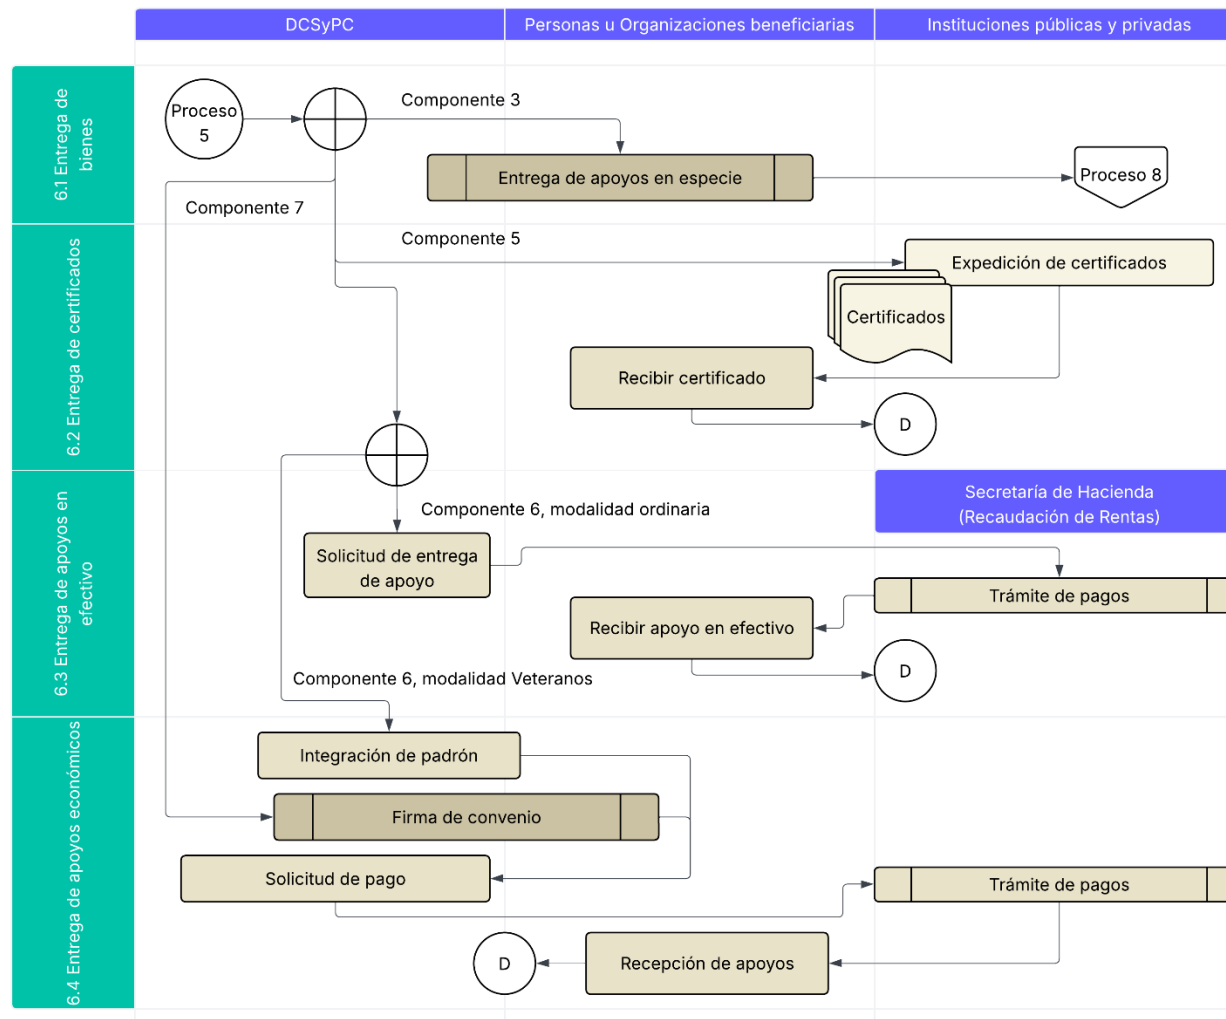 DCSyPC
Personas u Organizaciones beneficiarias
Instituciones públicas y privadas
6.1 Entrega de
bienes
Proceso
5
Componente 3
Entrega de apoyos en especie
Proceso 8
Componente 7
6.2 Entrega de certificados
Componente 5
Expedición de certificados
Certificados
Recibir certificado
D
6.3 Entrega de apoyos en
efectivo
Secretaría de Hacienda
(Recaudación de Rentas)
Componente 6, modalidad ordinaria
Solicitud de entrega
de apoyo
Trámite de pagos
Recibir apoyo en efectivo
D
Componente 6, modalidad Veteranos
6.4 Entrega de apoyos económicos
Integración de padrón
Firma de convenio
Solicitud de pago
Trámite de pagos
D
Recepción de apoyos